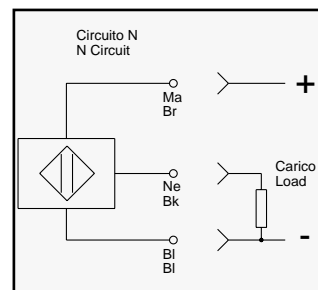 Circuito N
N Circuit
+
Ma
Br
Carico
Load
Ne
Bk
-
Bl
Bl